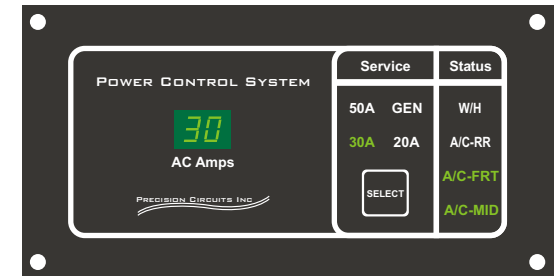 POWER CONTROL SYSTEM
30
AC Amps
PRECISION CIRCUITS INC
Service
50A GEN
30A 20A
SELECT
Status
W/H
A/C-RR
A/C-FRT
A/C-MID